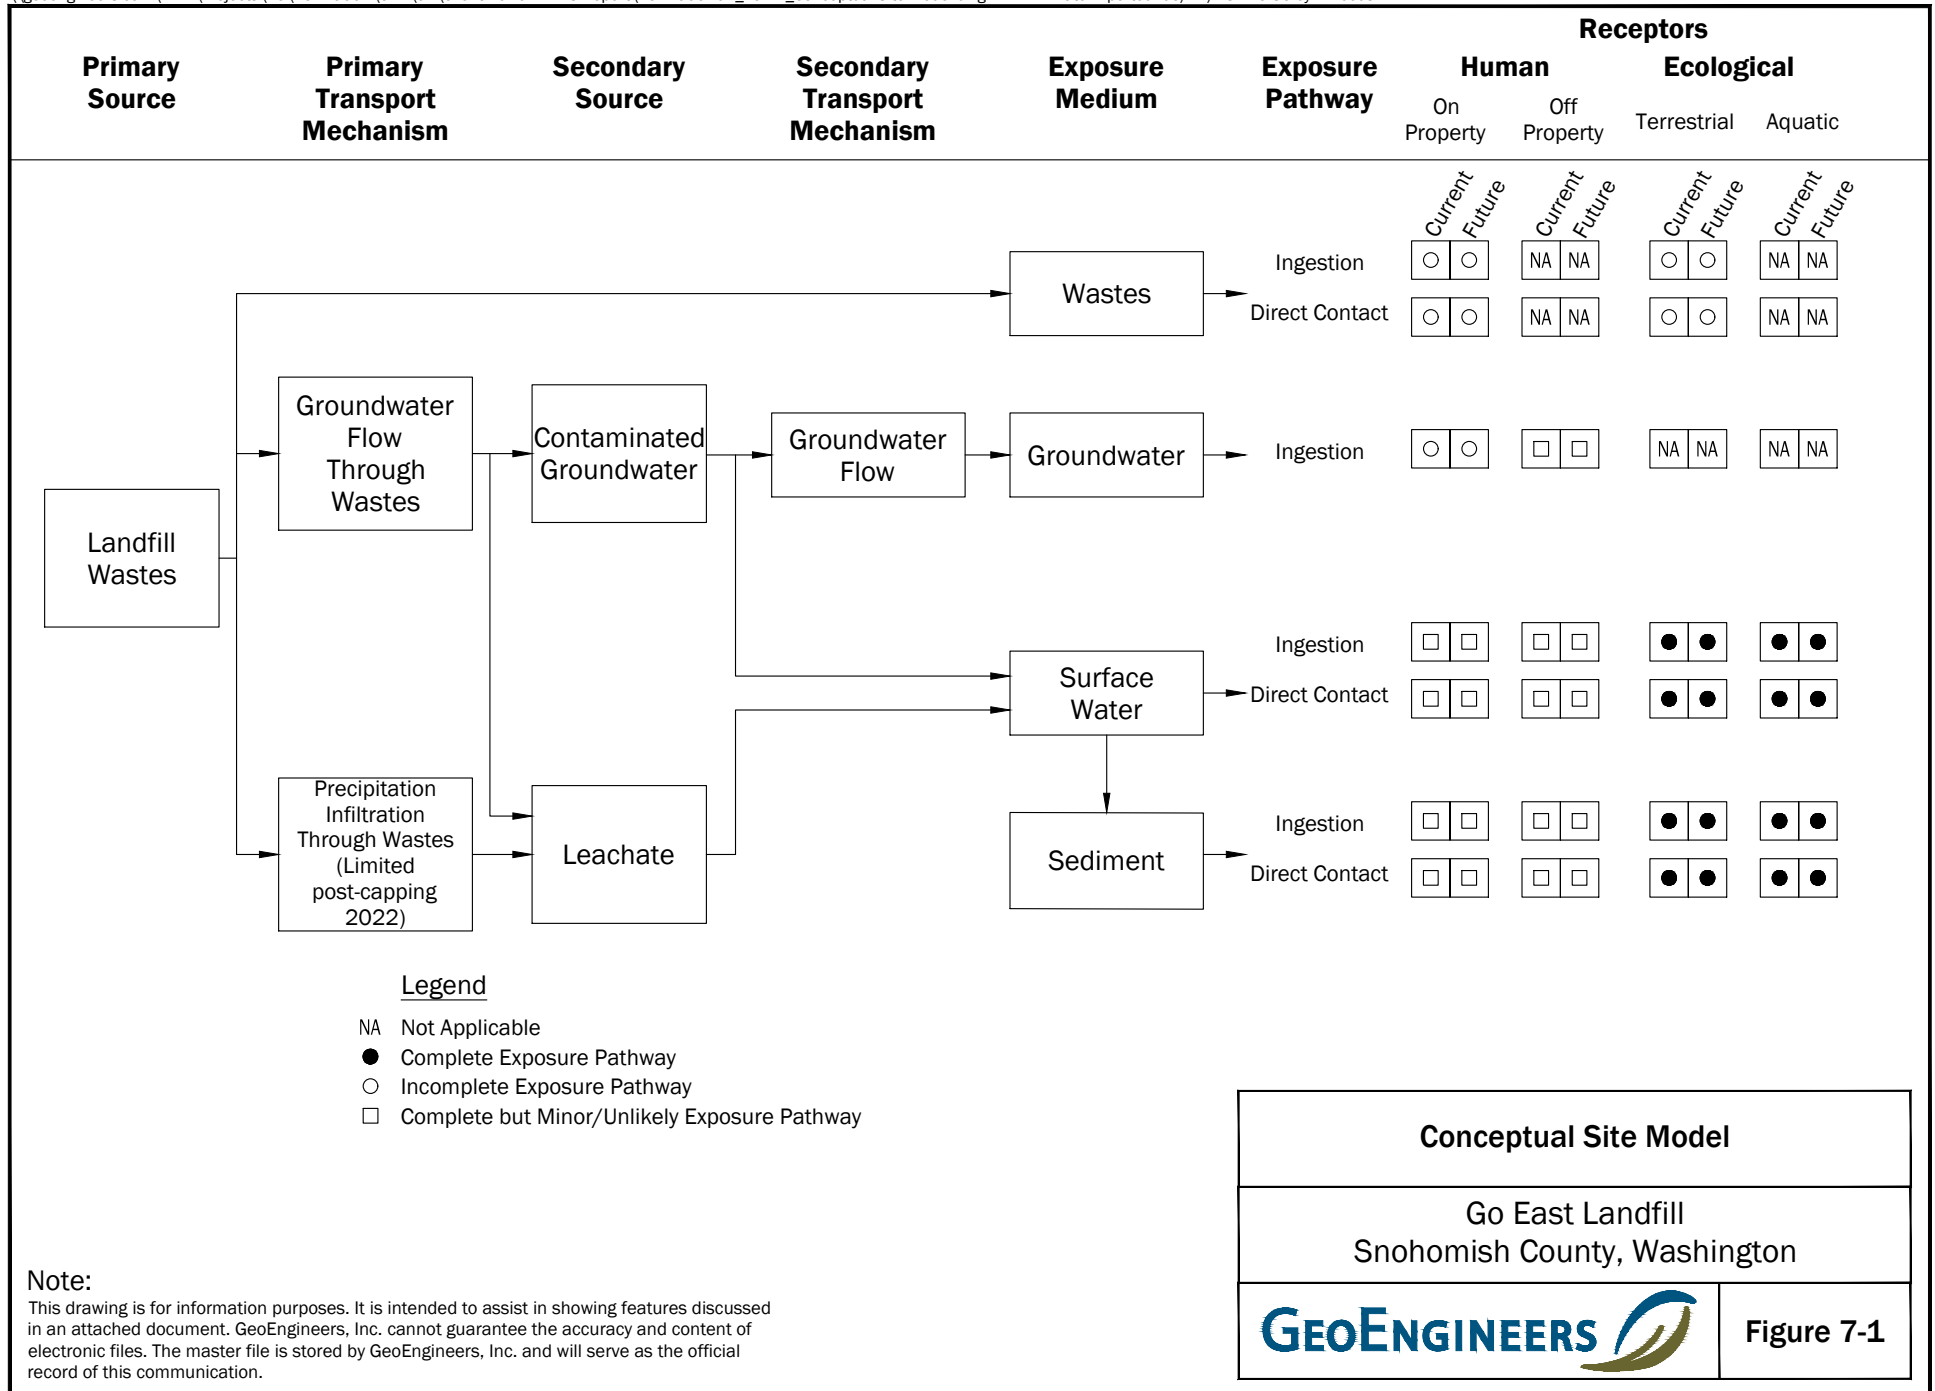 Receptors
Primary
Source
Primary
Transport
Mechanism
Secondary
Source
Secondary
Transport
Mechanism
Exposure
Medium
Exposure
Pathway
Human
Ecological
On
Property
Off
Property
Terrestrial
Aquatic
Current
Future
Current
Future
Current
Future
Current
Future
Wastes
Ingestion
NA NA
NA NA
Direct Contact
NA NA
NA NA
Groundwater
Flow
Through
Wastes
Contaminated
Groundwater
Groundwater
Flow
Groundwater
Ingestion
NA NA
NA NA
Landfill
Wastes
Surface
Water
Ingestion
Direct Contact
Precipitation
Infiltration
Through Wastes
(Limited
post-capping
2022)
Leachate
Sediment
Ingestion
Direct Contact
Legend
NA Not Applicable
Complete Exposure Pathway
Incomplete Exposure Pathway
Complete but Minor/Unlikely Exposure Pathway
Conceptual Site Model
Go East Landfill
Snohomish County, Washington
GEOENGINEERS
Figure 7-1
Note:
This drawing is for information purposes. It is intended to assist in showing features discussed
in an attached document. GeoEngineers, Inc. cannot guarantee the accuracy and content of
electronic files. The master file is stored by GeoEngineers, Inc. and will serve as the official
record of this communication.